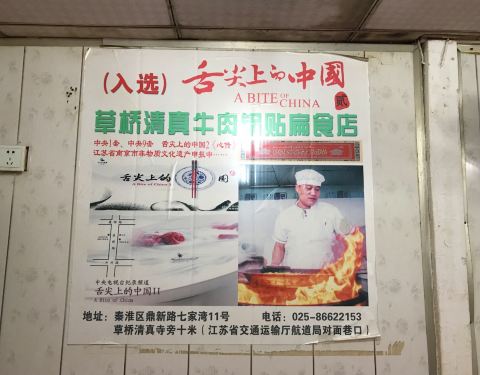 (入选) 舌尖上的中国
A BITE OF CHINA 贰
草桥清真牛肉锅贴扁食店
中央1套、中央9套 舌尖上的中国2《心传
江苏省南京市非物质文化遗产申报单……
舌尖上的中国
A Bite of China
中央电视台纪录频道
舌尖上的中国II
A Bite of China
地址:秦淮区鼎新路七家湾11号 电话:025-86622153
草桥清真寺旁十米(江苏省交通运输厅航道局对面巷口)